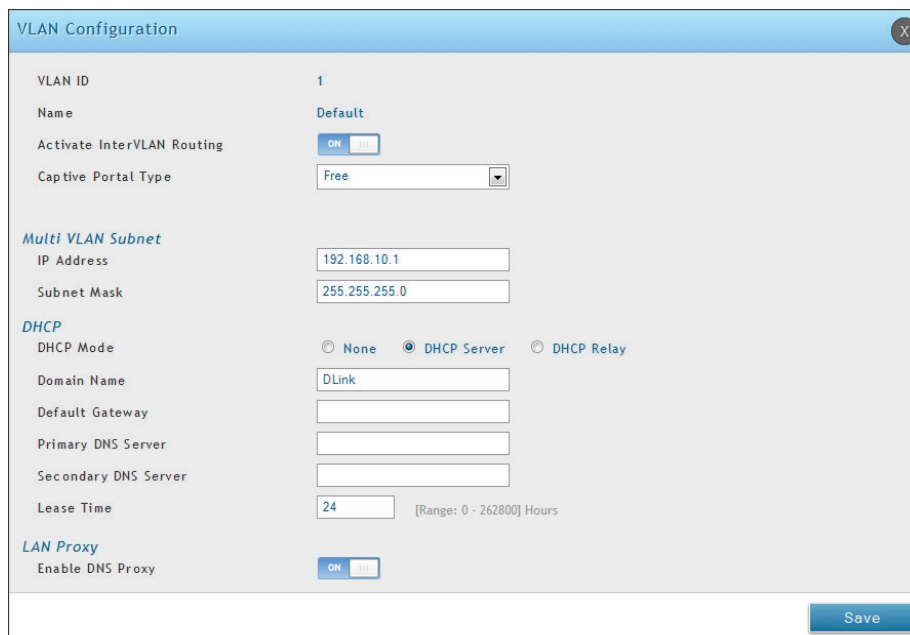 VLAN Configuration X
VLAN ID 1
Name Default
Activate InterVLAN Routing ON
Captive Portal Type Free
Multi VLAN Subnet
IP Address 192.168.10.1
Subnet Mask 255.255.255.0
DHCP
DHCP Mode None DHCP Server DHCP Relay
Domain Name DLink
Default Gateway
Primary DNS Server
Secondary DNS Server
Lease Time 24 [Range: 0 - 262800] Hours
LAN Proxy
Enable DNS Proxy ON
Save